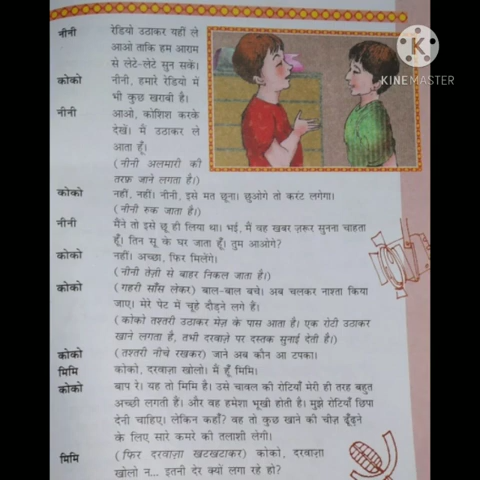 KINEMASTER
नीनी रेडियो उठाकर यहीं ले
आओ ताकि हम आराम
से लेटे-लेटे सुन सकें।
कोको नीनी, हमारे रेडियो में
भी कुछ खराबी है।
नीनी आओ, कोशिश करके
देखें। मैं उठाकर ले
आता हूँ।
(नीनी अलमारी की
तरफ़ जाने लगता है।)
कोको नहीं, नहीं। नीनी, इसे मत छूना। छुओगे तो करंट लगेगा।
(नीनी रुक जाता है।)
नीनी मैंने तो इसे छू ही लिया था। भई, मैं वह खबर ज़रूर सुनना चाहता
हूँ। तिन सू के घर जाता हूँ। तुम आओगे?
कोको नहीं। अच्छा, फिर मिलेंगे।
(नीनी तेज़ी से बाहर निकल जाता है।)
कोको (गहरी साँस लेकर) बाल-बाल बचे। अब चलकर नाश्ता किया
जाए। मेरे पेट में चूहे दौड़ने लगे हैं।
(कोको तश्तरी उठाकर मेज़ के पास आता है। एक रोटी उठाकर
खाने लगता है, तभी दरवाज़े पर दस्तक सुनाई देती है।)
कोको (तश्तरी नीचे रखकर) जाने अब कौन आ टपका।
मिमि कोको, दरवाज़ा खोलो। मैं हूँ मिमि।
कोको बाप रे। यह तो मिमि है। उसे चावल की रोटियाँ मेरी ही तरह बहुत
अच्छी लगती हैं। और वह हमेशा भूखी होती है। मुझे रोटियाँ छिपा
देनी चाहिए। लेकिन कहाँ? वह तो कुछ खाने की चीज़ ढूँढ़ने
के लिए सारे कमरे की तलाशी लेगी।
मिमि (फिर दरवाज़ा खटखटाकर) कोको, दरवाज़ा
खोलो न... इतनी देर क्यों लगा रहे हो?